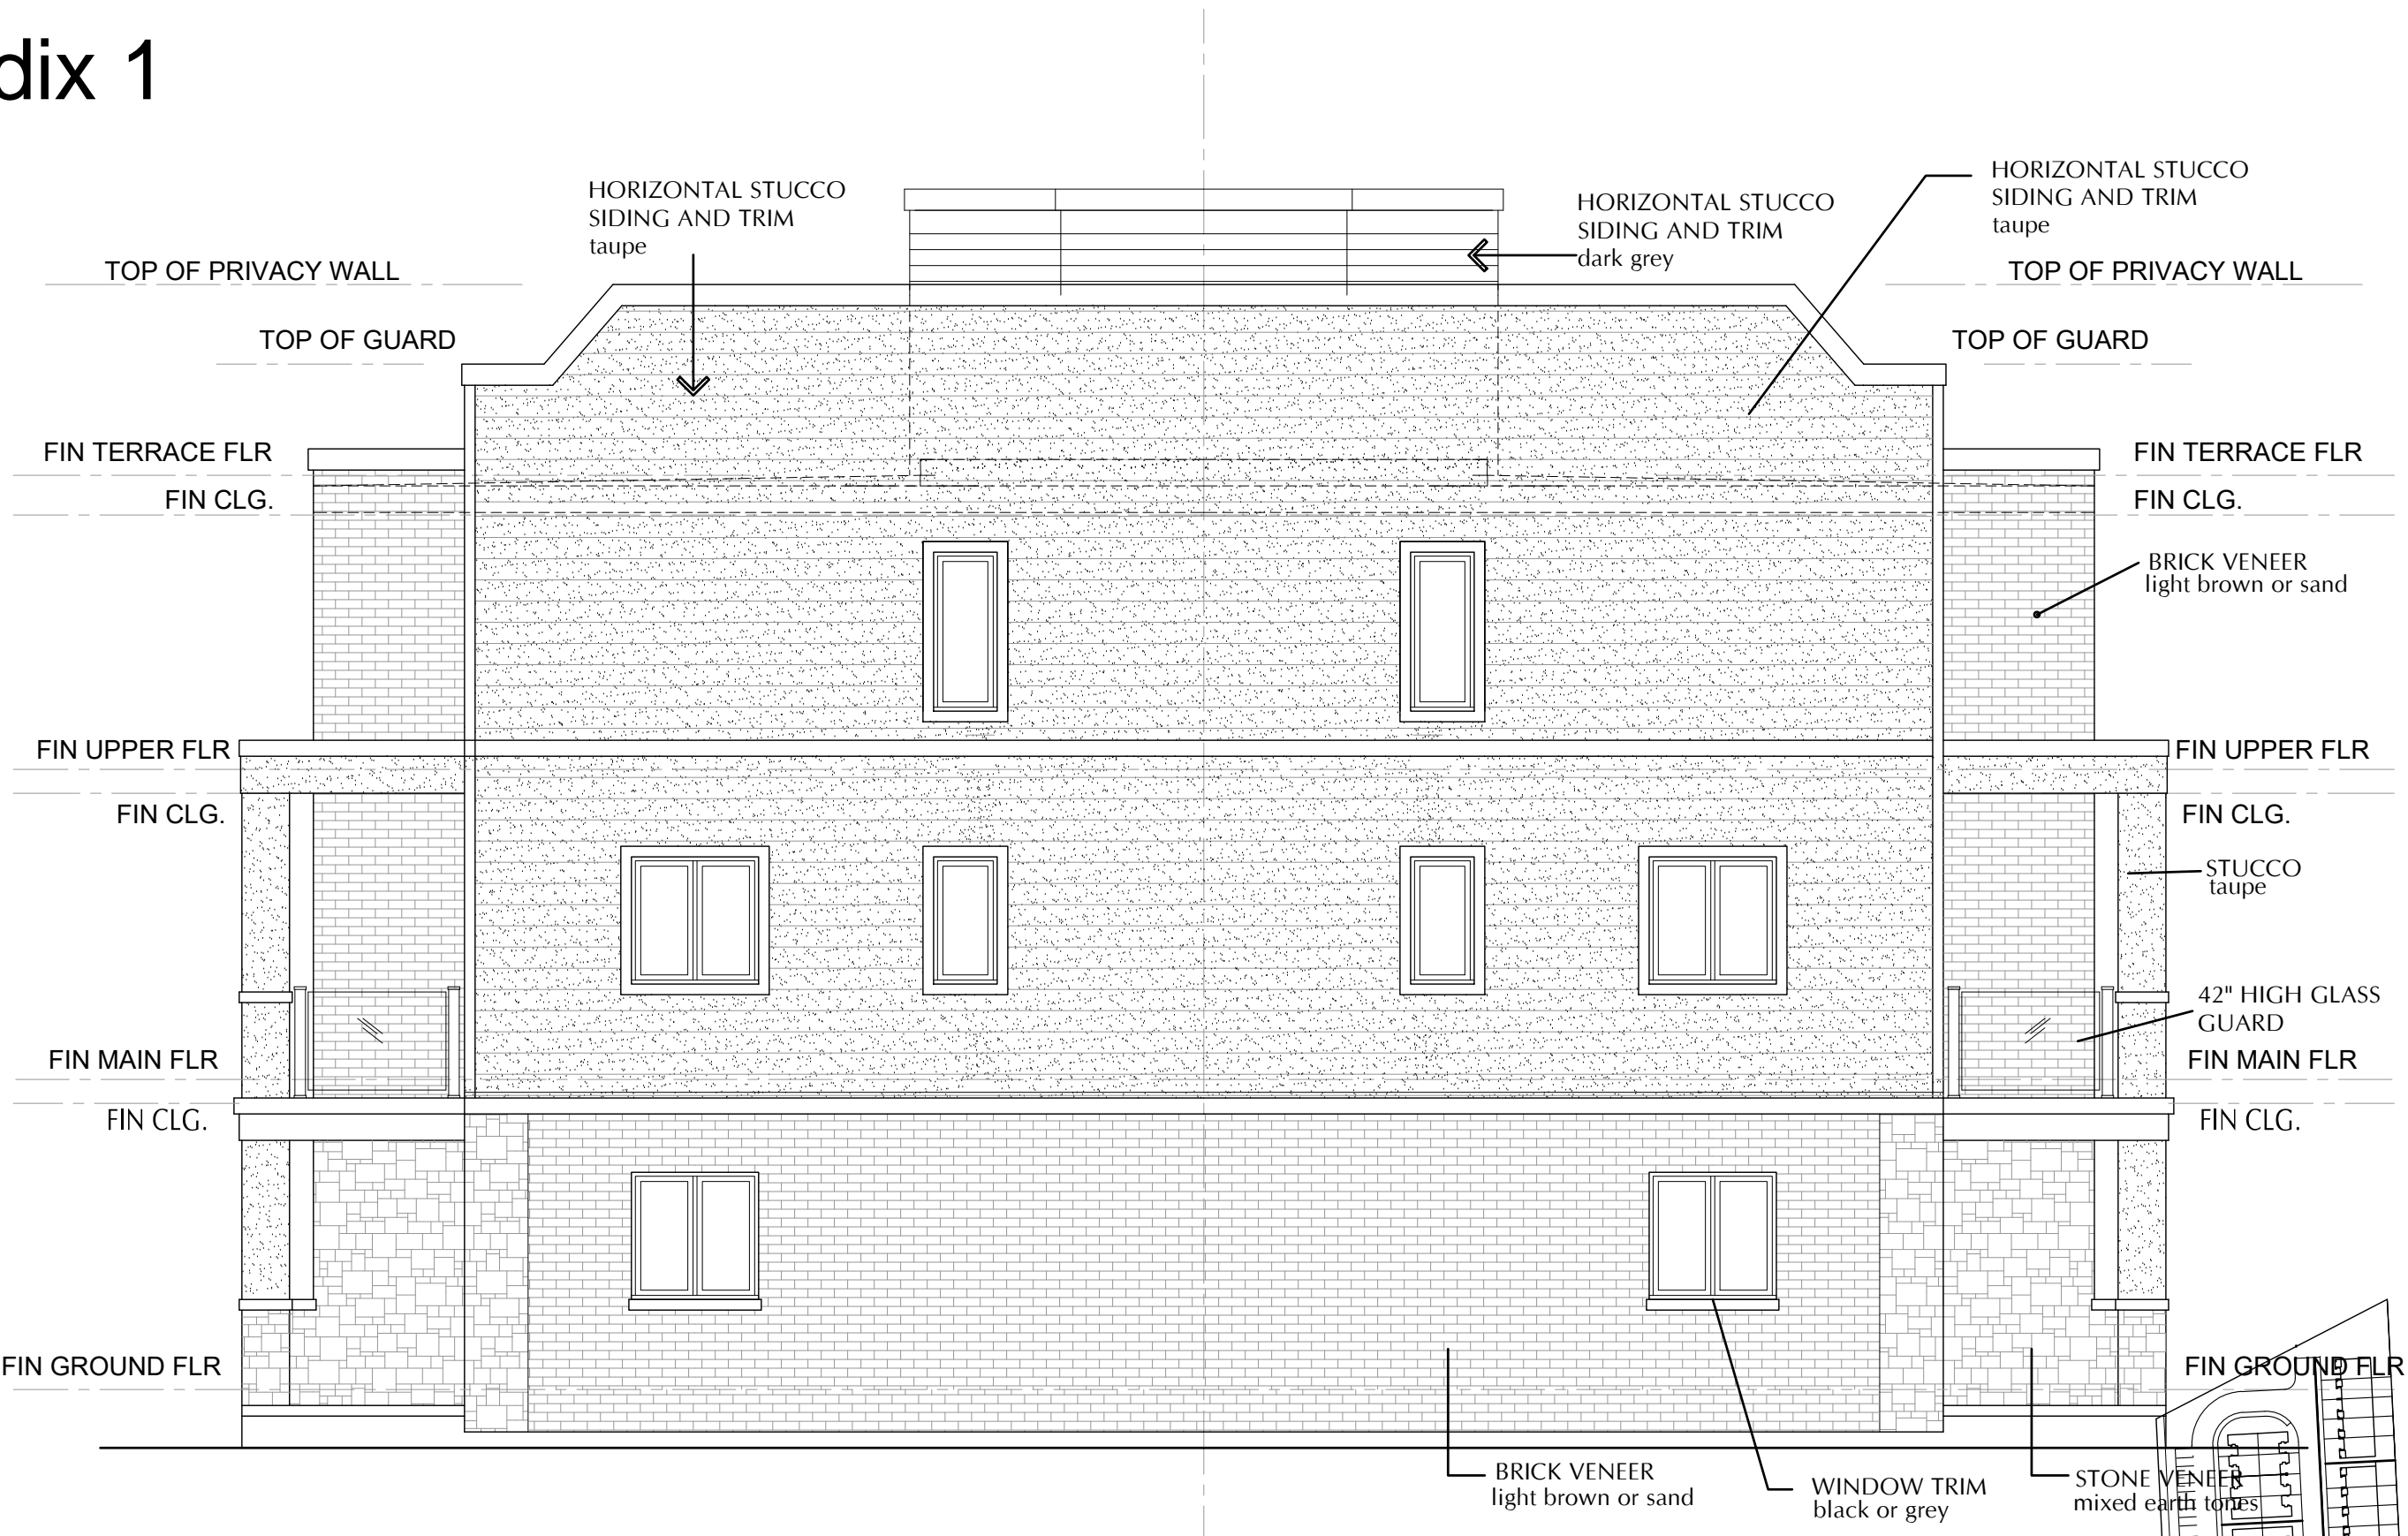 dix 1
HORIZONTAL STUCCO
SIDING AND TRIM
taupe
HORIZONTAL STUCCO
SIDING AND TRIM
dark grey
HORIZONTAL STUCCO
SIDING AND TRIM
taupe
TOP OF PRIVACY WALL
TOP OF PRIVACY WALL
TOP OF GUARD
TOP OF GUARD
FIN TERRACE FLR
FIN TERRACE FLR
FIN CLG.
FIN CLG.
BRICK VENEER
light brown or sand
FIN UPPER FLR
FIN UPPER FLR
FIN CLG.
FIN CLG.
STUCCO
taupe
42" HIGH GLASS
GUARD
FIN MAIN FLR
FIN MAIN FLR
FIN CLG.
FIN CLG.
FIN GROUND FLR
FIN GROUND FLR
BRICK VENEER
light brown or sand
WINDOW TRIM
black or grey
STONE VENEER
mixed earth tones